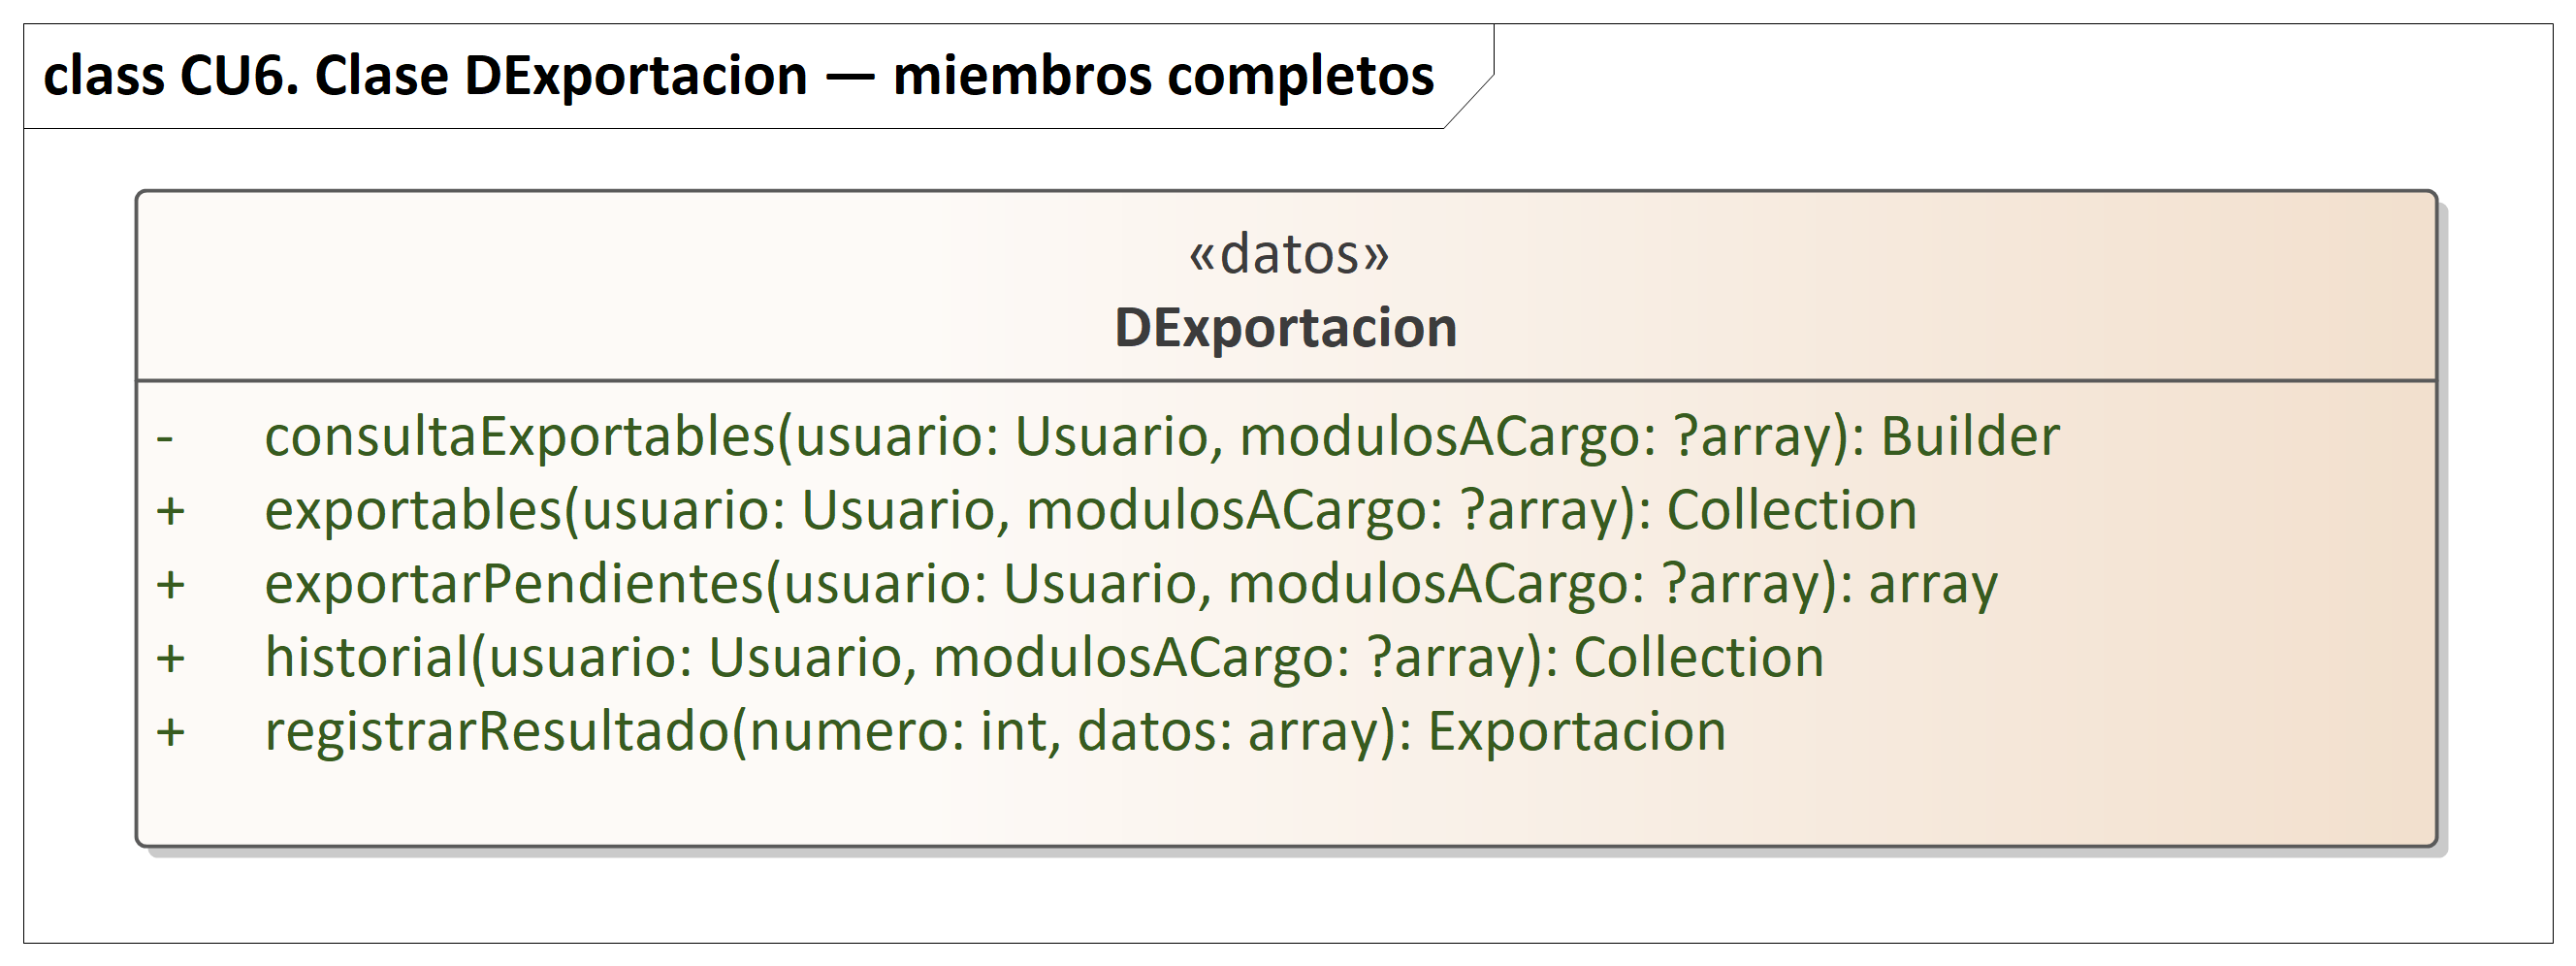 class CU6. Clase DExportacion — miembros completos
«datos»
DExportacion
- consultaExportables(usuario: Usuario, modulosACargo: ?array): Builder
+ exportables(usuario: Usuario, modulosACargo: ?array): Collection
+ exportarPendientes(usuario: Usuario, modulosACargo: ?array): array
+ historial(usuario: Usuario, modulosACargo: ?array): Collection
+ registrarResultado(numero: int, datos: array): Exportacion